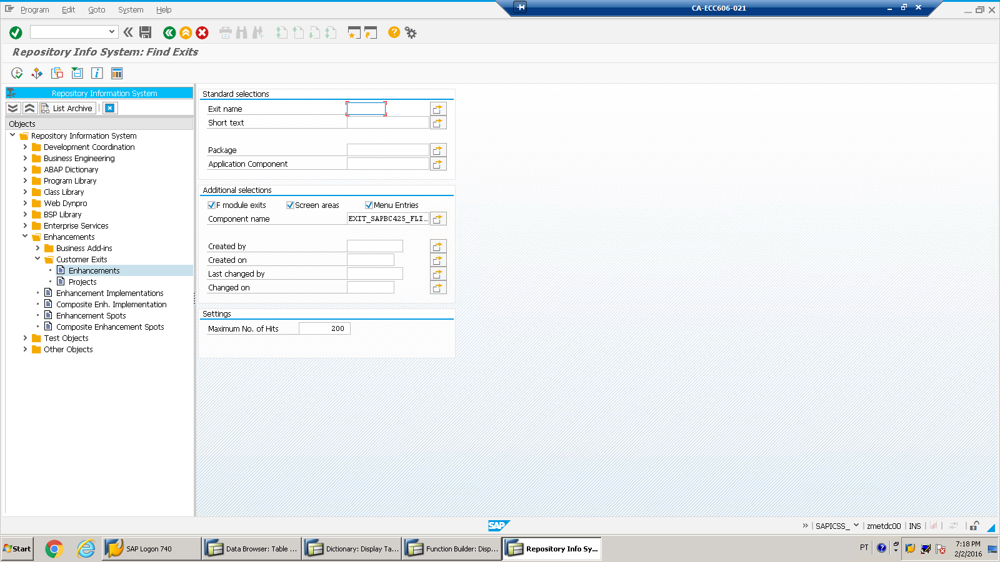 Program Edit Goto System Help
CA-ECC606-021
Repository Info System: Find Exits
Repository Information System
List Archive
Objects
Repository Information System
Development Coordination
Business Engineering
ABAP Dictionary
Program Library
Class Library
Web Dynpro
BSP Library
Enterprise Services
Enhancements
Business Add-ins
Customer Exits
Enhancements
Projects
Enhancement Implementations
Composite Enh. Implementation
Enhancement Spots
Composite Enhancement Spots
Test Objects
Other Objects
Standard selections
Exit name
Short text
Package
Application Component
Additional selections
F module exits Screen areas Menu Entries
Component name EXIT_SAPBC425_FLI...
Created by
Created on
Last changed by
Changed on
Settings
Maximum No. of Hits 200
SAP
SAPICSS_ zmetdc00 INS
Start SAP Logon 740 Data Browser: Table ... Dictionary: Display Ta... Function Builder: Disp... Repository Info Sy... PT 7:18 PM
2/2/2016